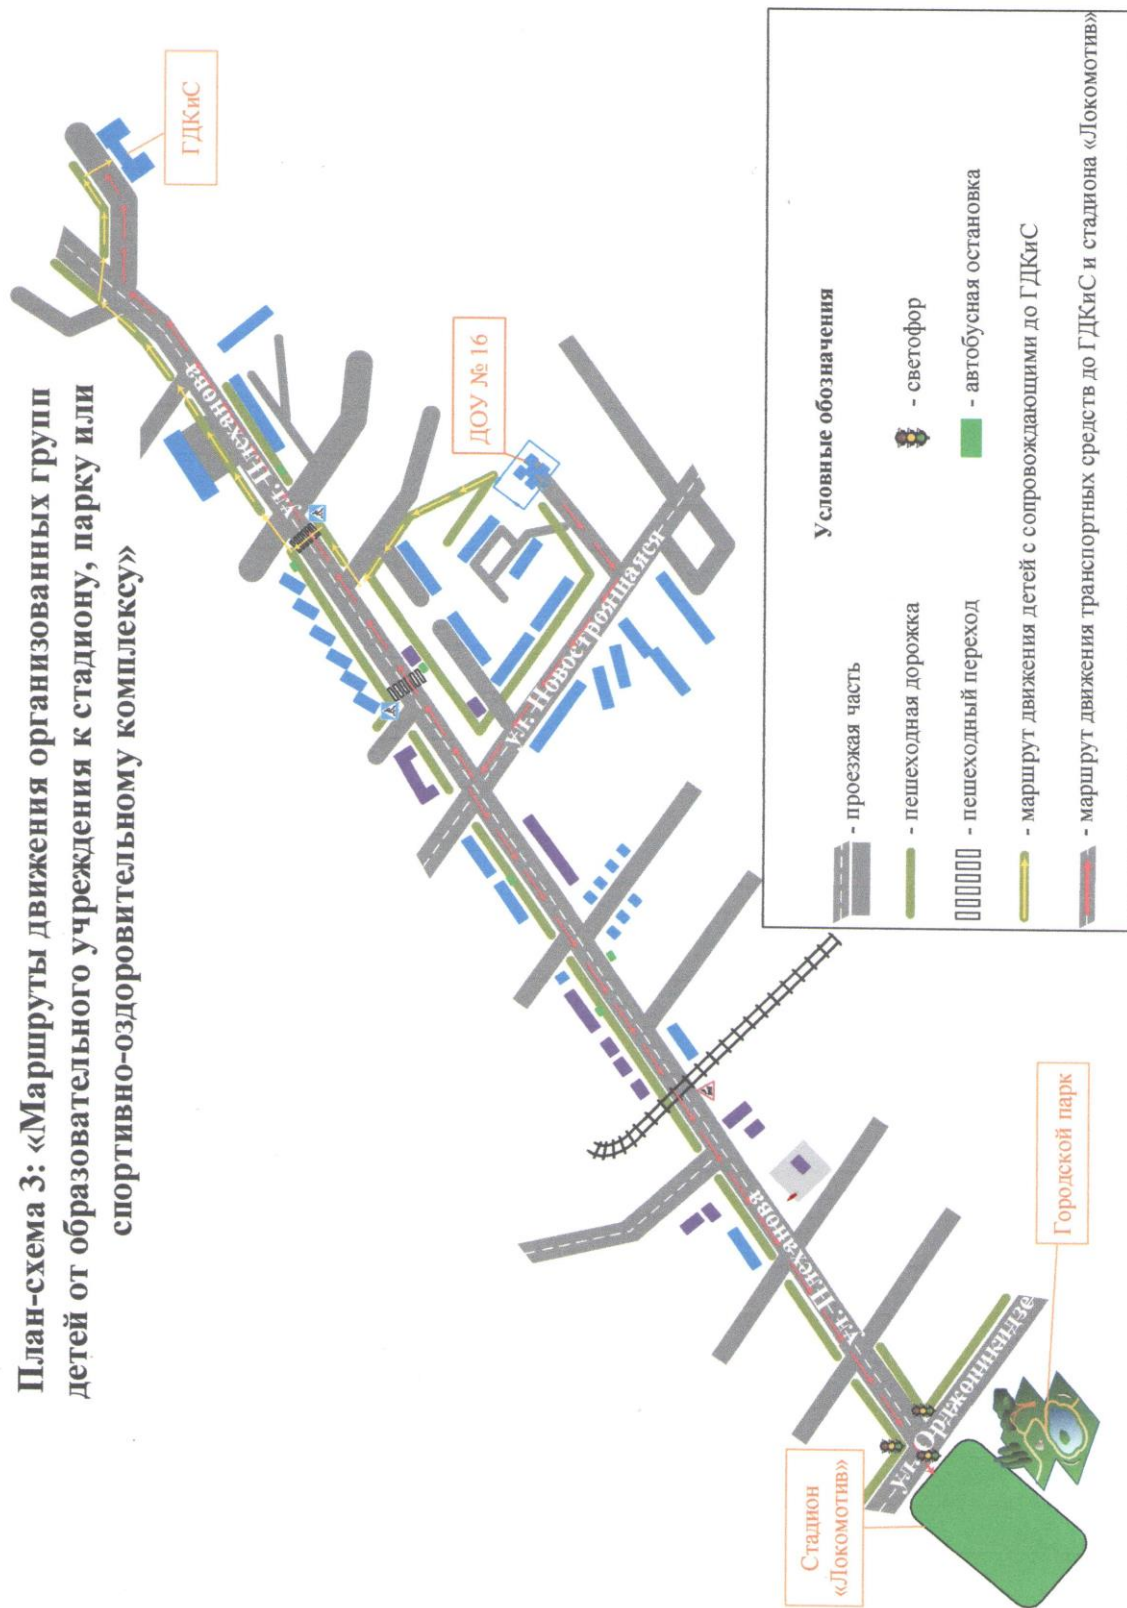 План-схема 3: «Маршруты движения организованных групп
детей от образовательного учреждения к стадиону, парку или
спортивно-оздоровительному комплексу»
ГДКиС
ул. Плеханова
ДОУ № 16
ул. Новостроящаяся
ул. Плеханова
ул. Орджоникидзе
Стадион
«Локомотив»
Городской парк
Условные обозначения
- проезжая часть
- светофор
- пешеходная дорожка
- автобусная остановка
- пешеходный переход
- маршрут движения детей с сопровождающими до ГДКиС
- маршрут движения транспортных средств до ГДКиС и стадиона «Локомотив»